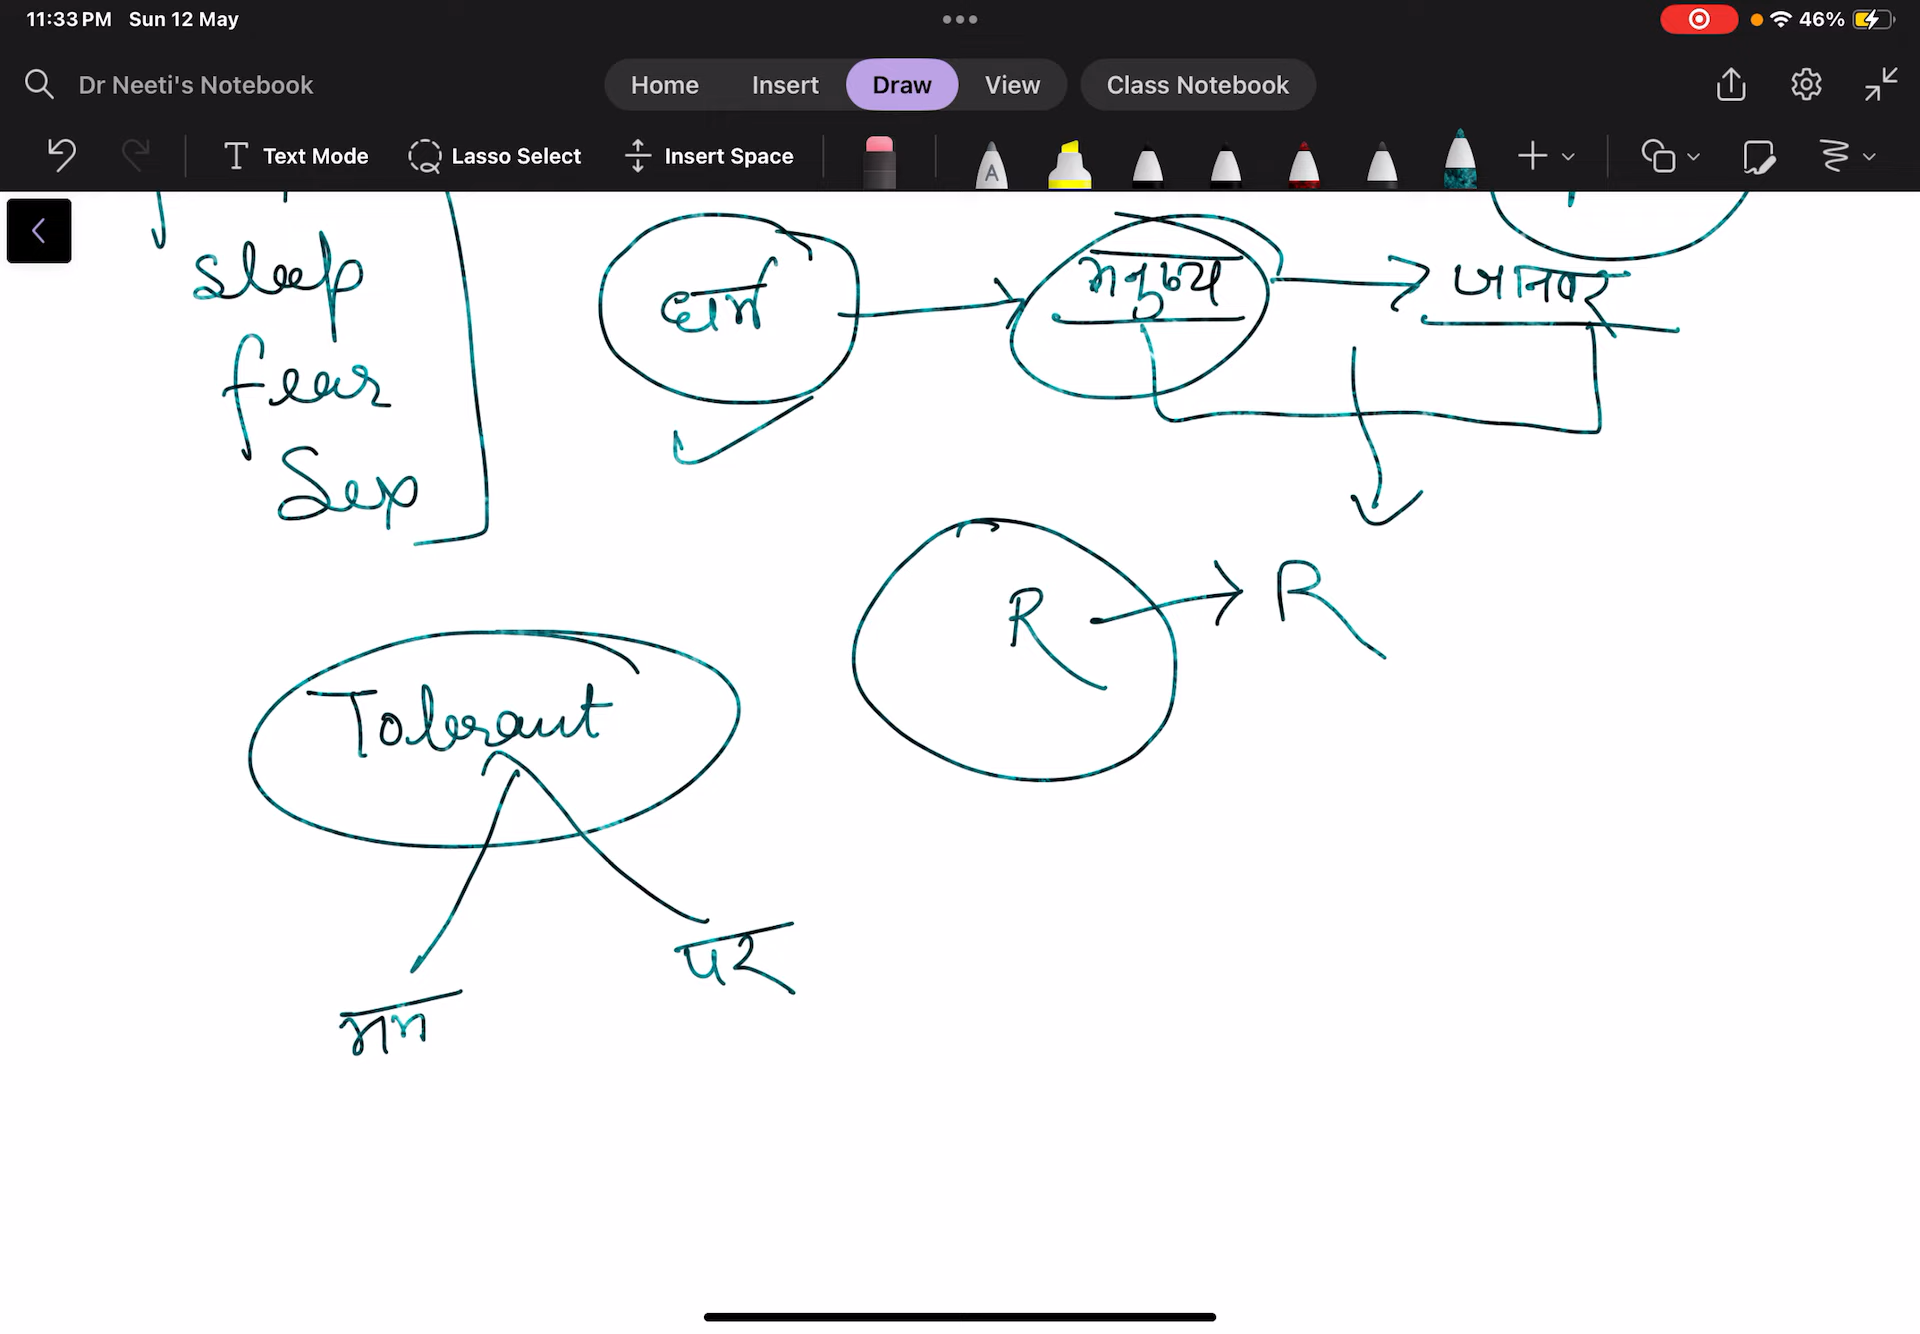 11:33 PM Sun 12 May
46%
Dr Neeti's Notebook
Home Insert Draw View Class Notebook
Text Mode Lasso Select Insert Space
A
sleep
fear
Sex
धर्म
मनुष्य
जानवर
R
R
Tolerant
मन
पर